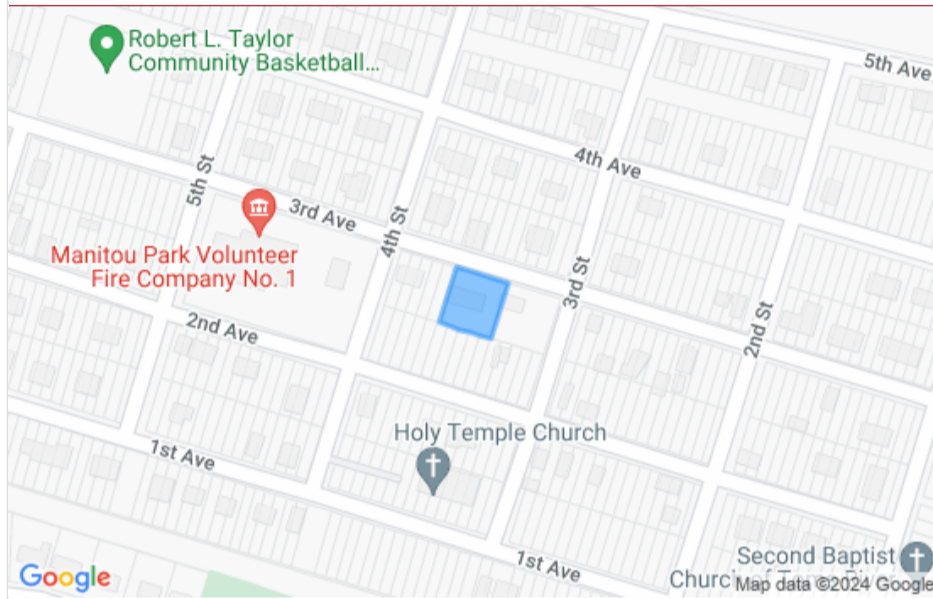 Robert L. Taylor
Community Basketball...
5th Ave
4th Ave
5th St
3rd Ave
4th St
Manitou Park Volunteer
Fire Company No. 1
3rd St
2nd St
2nd Ave
Holy Temple Church
1st Ave
1st Ave
Second Baptist
Church of
Google
Map data ©2024 Google